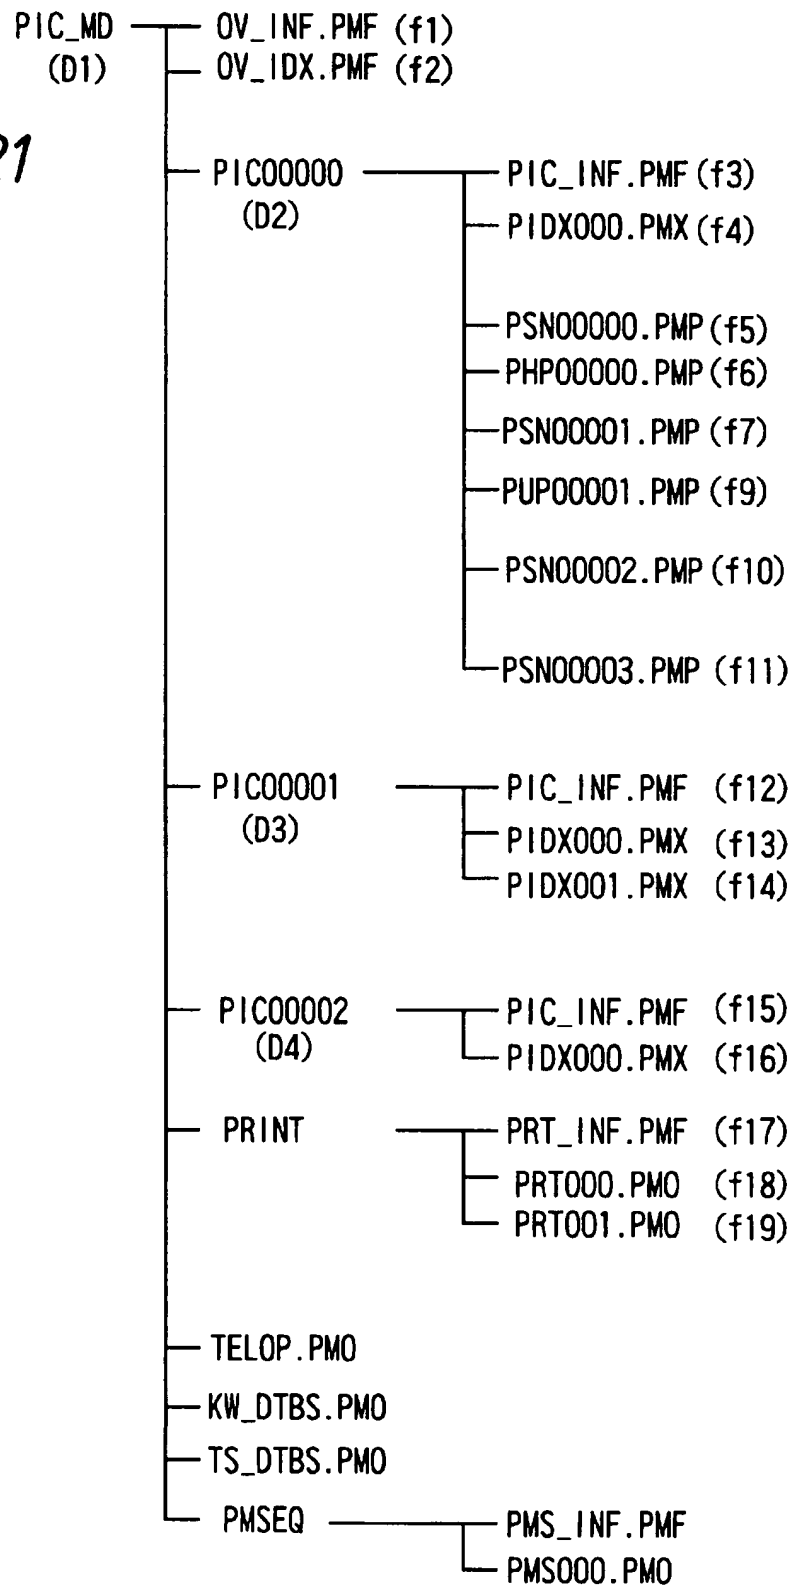 PIC_MD OV_INF.PMF (f1)
(D1) OV_IDX.PMF (f2)
21
PIC00000 PIC_INF.PMF (f3)
(D2) PIDX000.PMX (f4)
PSN00000.PMP (f5)
PHP00000.PMP (f6)
PSN00001.PMP (f7)
PUP00001.PMP (f9)
PSN00002.PMP (f10)
PSN00003.PMP (f11)
PIC00001 PIC_INF.PMF (f12)
(D3) PIDX000.PMX (f13)
PIDX001.PMX (f14)
PIC00002 PIC_INF.PMF (f15)
(D4) PIDX000.PMX (f16)
PRINT PRT_INF.PMF (f17)
PRT000.PMO (f18)
PRT001.PMO (f19)
TELOP.PMO
KW_DTBS.PMO
TS_DTBS.PMO
PMSEQ PMS_INF.PMF
PMS000.PMO